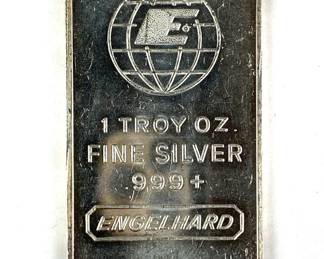 E
1 TROY OZ.
FINE SILVER
.999+
ENGELHARD